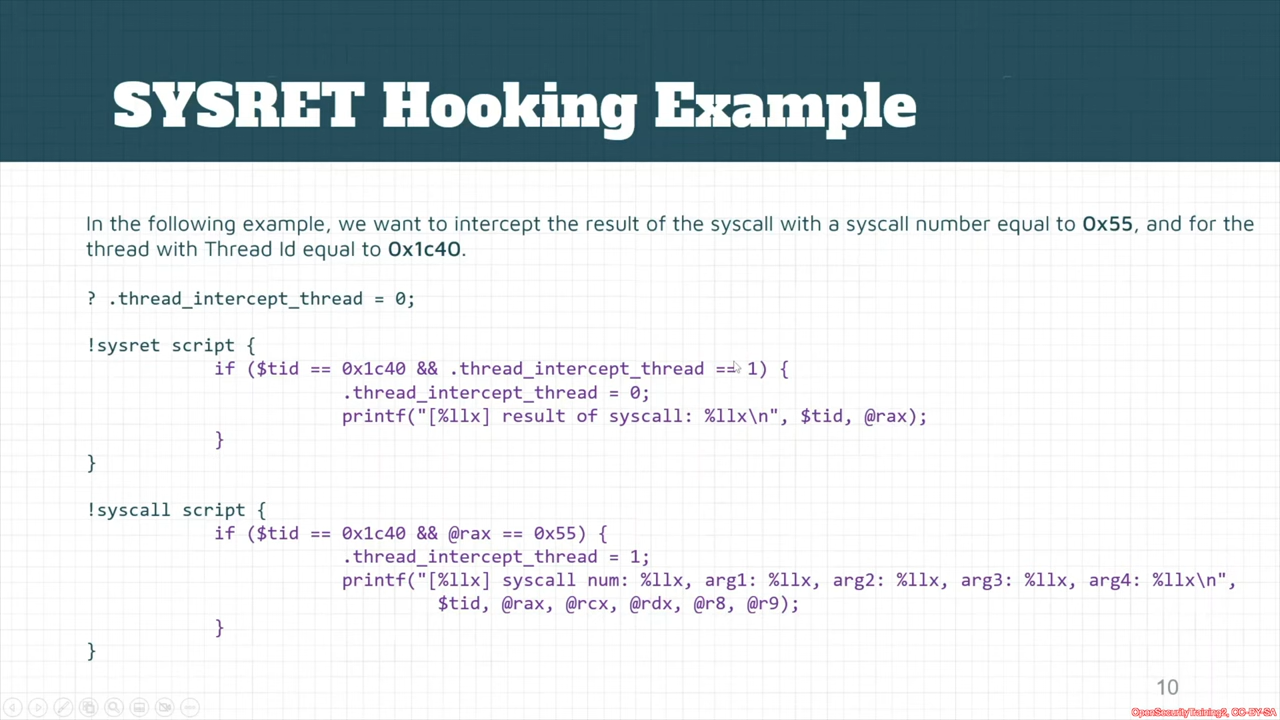 SYSRET Hooking Example
In the following example, we want to intercept the result of the syscall with a syscall number equal to 0x55, and for the
thread with Thread Id equal to 0x1c40.
? .thread_intercept_thread = 0;
!sysret script {
if ($tid == 0x1c40 && .thread_intercept_thread == 1) {
.thread_intercept_thread = 0;
printf("[%llx] result of syscall: %llx\n", $tid, @rax);
}
}
!syscall script {
if ($tid == 0x1c40 && @rax == 0x55) {
.thread_intercept_thread = 1;
printf("[%llx] syscall num: %llx, arg1: %llx, arg2: %llx, arg3: %llx, arg4: %llx\n",
$tid, @rax, @rcx, @rdx, @r8, @r9);
}
}
10
OpenSecurityTraining2, CC-BY-SA